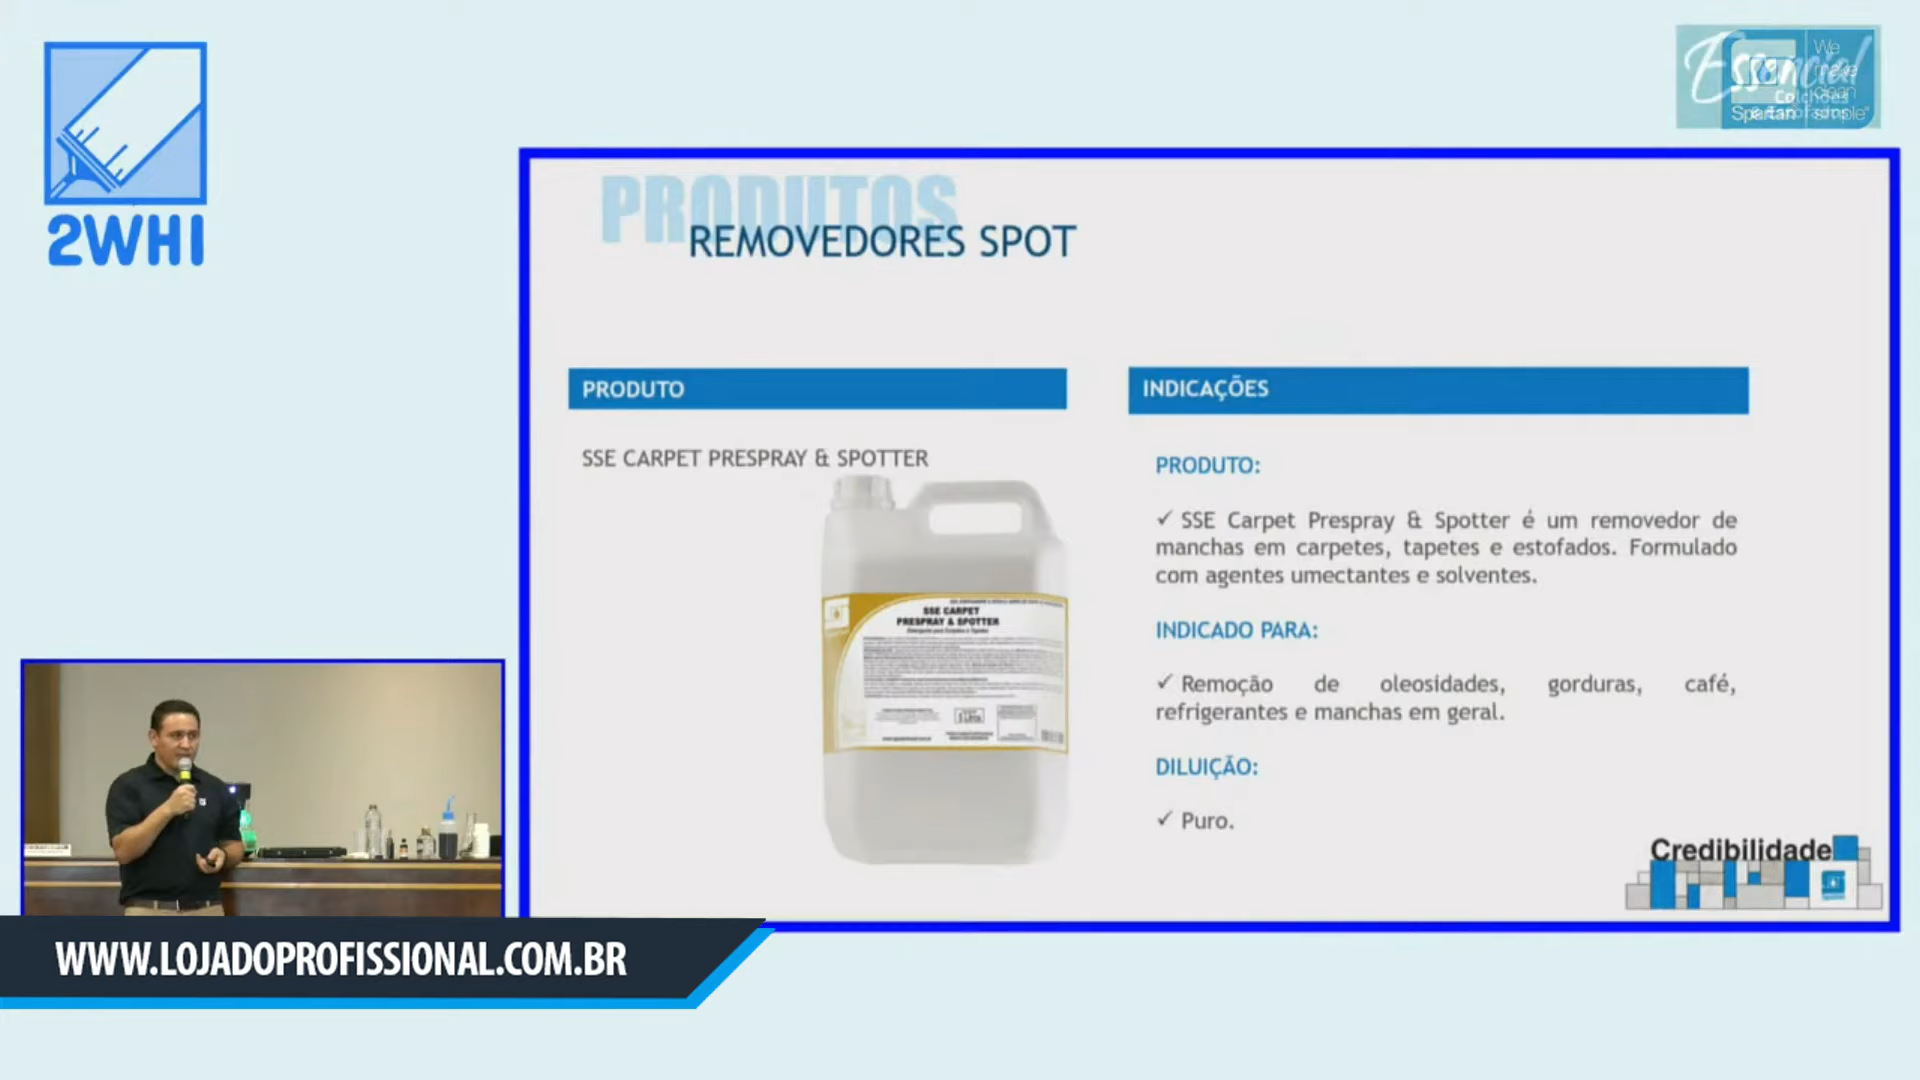 2WHI
Essencial
Spartan
PRODUTOS
REMOVEDORES SPOT
PRODUTO
SSE CARPET PRESPRAY & SPOTTER
SSE CARPET
PRESPRAY & SPOTTER
INDICAÇÕES
PRODUTO:
✓ SSE Carpet Prespray & Spotter é um removedor de
manchas em carpetes, tapetes e estofados. Formulado
com agentes umectantes e solventes.
INDICADO PARA:
✓ Remoção de oleosidades, gorduras, café,
refrigerantes e manchas em geral.
DILUIÇÃO:
✓ Puro.
Credibilidade
WWW.LOJADOPROFISSIONAL.COM.BR